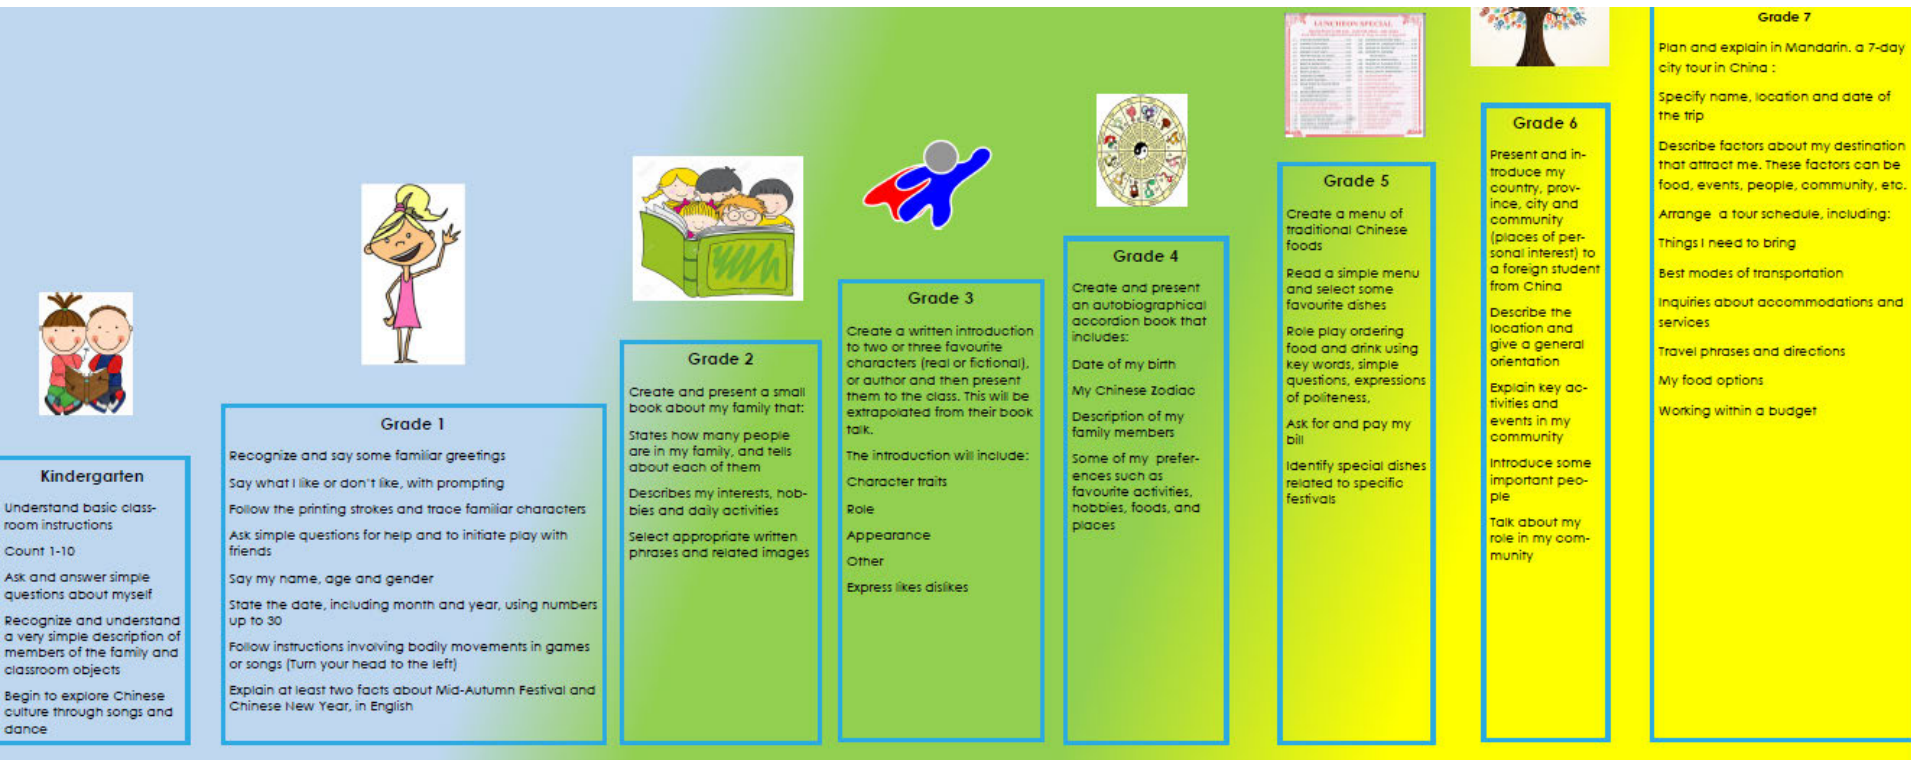 Kindergarten
Understand basic class-
room instructions
Count 1-10
Ask and answer simple
questions about myself
Recognize and understand
a very simple description of
members of the family and
classroom objects
Begin to explore Chinese
culture through songs and
dance
Grade 1
Recognize and say some familiar greetings
Say what I like or don't like, with prompting
Follow the printing strokes and trace familiar characters
Ask simple questions for help and to initiate play with
friends
Say my name, age and gender
State the date, including month and year, using numbers
up to 30
Follow instructions involving bodily movements in games
or songs (Turn your head to the left)
Explain at least two facts about Mid-Autumn Festival and
Chinese New Year, in English
Grade 2
Create and present a small
book about my family that:
States how many people
are in my family, and tells
about each of them
Describes my interests, hob-
bies and daily activities
Select appropriate written
phrases and related images
Grade 3
Create a written introduction
to two or three favourite
characters (real or fictional),
or author and then present
them to the class. This will be
extrapolated from their book
talk.
The introduction will include:
Character traits
Role
Appearance
Other
Express likes dislikes
Grade 4
Create and present
an autobiographical
accordion book that
includes:
Date of my birth
My Chinese Zodiac
Description of my
family members
Some of my prefer-
ences such as
favourite activities,
hobbies, foods, and
places
LUNCHEON SPECIAL
Grade 5
Create a menu of
traditional Chinese
foods
Read a simple menu
and select some
favourite dishes
Role play ordering
food and drink using
key words, simple
questions, expressions
of politeness,
Ask for and pay my
bill
Identify special dishes
related to specific
festivals
Grade 6
Present and in-
troduce my
country, prov-
ince, city and
community
(places of per-
sonal interest) to
a foreign student
from China
Describe the
location and
give a general
orientation
Explain key ac-
tivities and
events in my
community
Introduce some
important peo-
ple
Talk about my
role in my com-
munity
Grade 7
Plan and explain in Mandarin. a 7-day
city tour in China :
Specify name, location and date of
the trip
Describe factors about my destination
that attract me. These factors can be
food, events, people, community, etc.
Arrange a tour schedule, including:
Things I need to bring
Best modes of transportation
Inquiries about accommodations and
services
Travel phrases and directions
My food options
Working within a budget